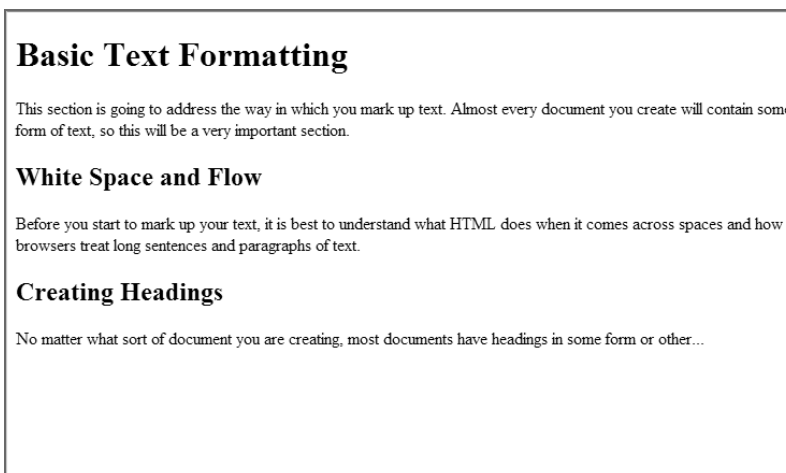 Basic Text Formatting
This section is going to address the way in which you mark up text. Almost every document you create will contain some
form of text, so this will be a very important section.
White Space and Flow
Before you start to mark up your text, it is best to understand what HTML does when it comes across spaces and how
browsers treat long sentences and paragraphs of text.
Creating Headings
No matter what sort of document you are creating, most documents have headings in some form or other...